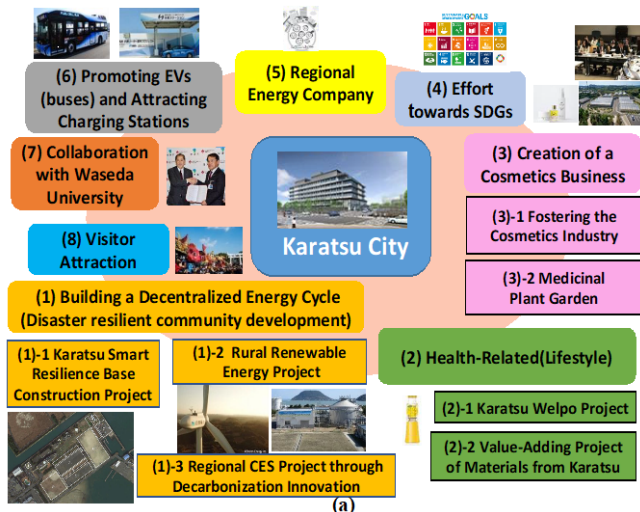 (6) Promoting EVs
(buses) and Attracting
Charging Stations
(5) Regional
Energy Company
GOALS
(4) Effort
towards SDGs
(7) Collaboration
with Waseda
University
(3) Creation of a
Cosmetics Business
(3)-1 Fostering the
Cosmetics Industry
(3)-2 Medicinal
Plant Garden
Karatsu City
(8) Visitor
Attraction
(1) Building a Decentralized Energy Cycle
(Disaster resilient community development)
(1)-1 Karatsu Smart
Resilience Base
Construction Project
(1)-2 Rural Renewable
Energy Project
(1)-3 Regional CES Project through
Decarbonization Innovation
(2) Health-Related(Lifestyle)
(2)-1 Karatsu Welpo Project
(2)-2 Value-Adding Project
of Materials from Karatsu
(a)